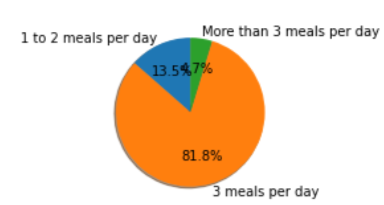 More than 3 meals per day
1 to 2 meals per day
13.5%
4.7%
81.8%
3 meals per day